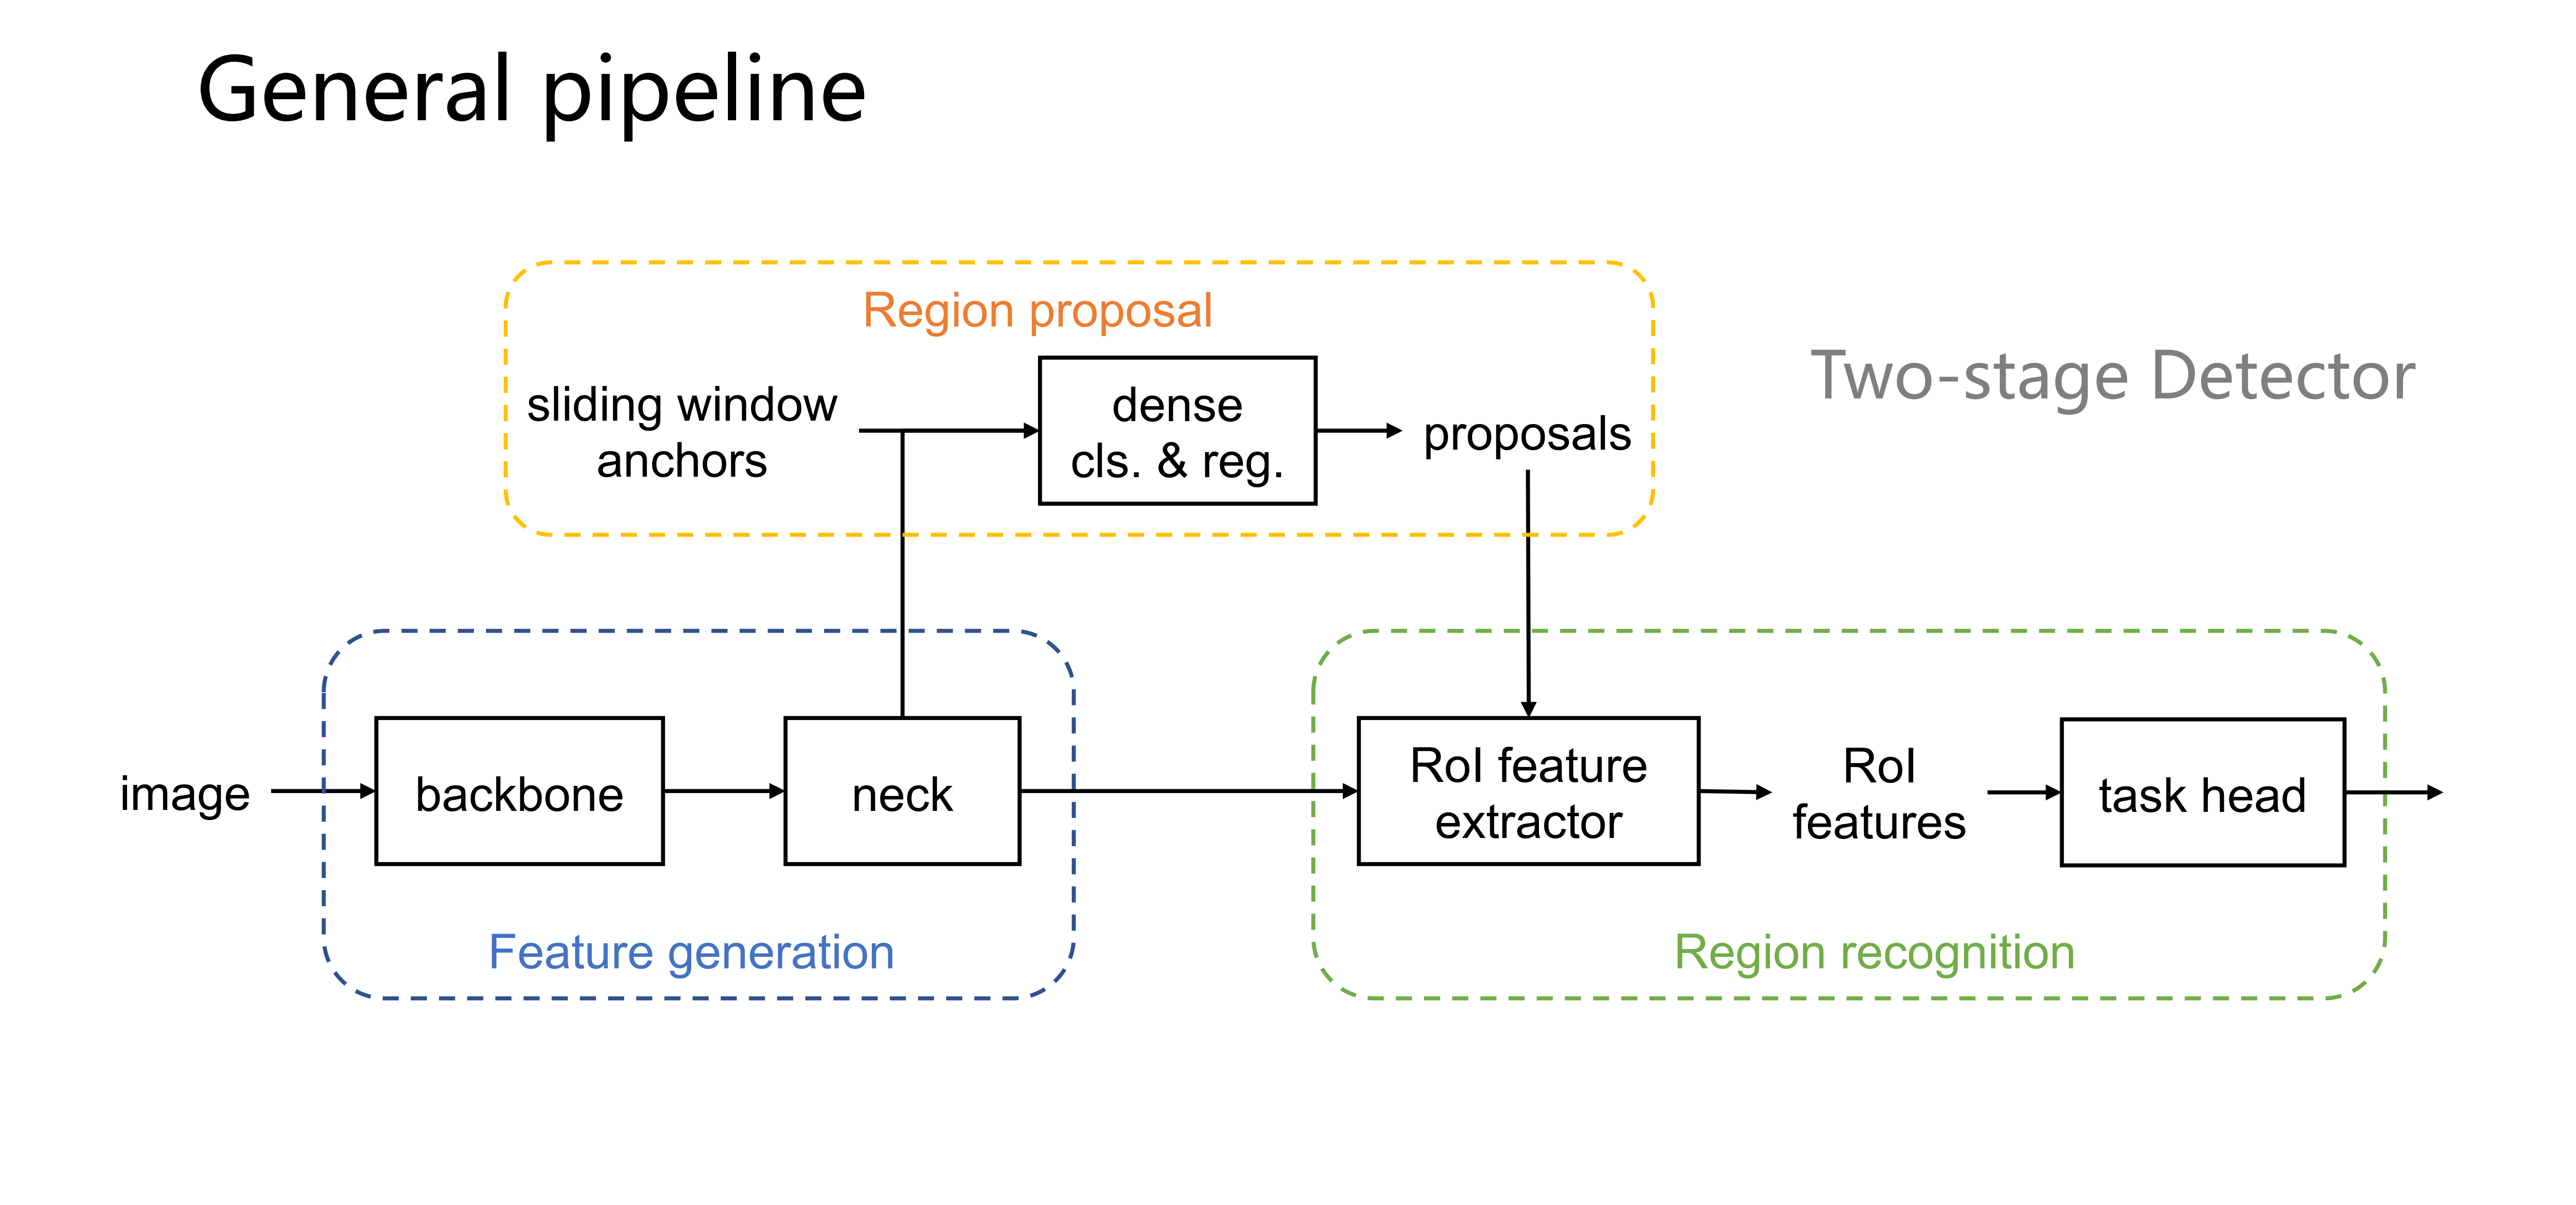 General pipeline
Region proposal
sliding window
anchors
dense
cls. & reg.
proposals
Two-stage Detector
image
backbone
neck
RoI feature
extractor
RoI
features
task head
Feature generation
Region recognition